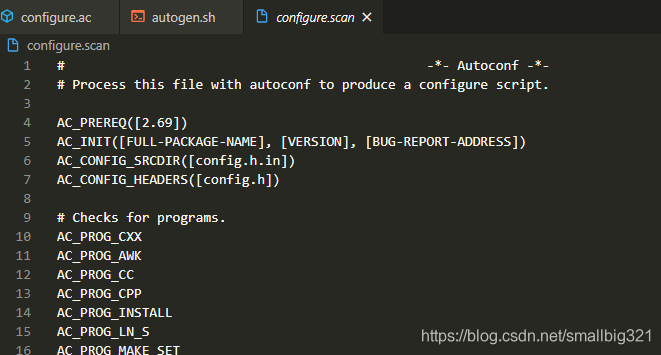 configure.ac autogen.sh configure.scan
configure.scan
1 # -*- Autoconf -*-
2 # Process this file with autoconf to produce a configure script.
3
4 AC_PREREQ([2.69])
5 AC_INIT([FULL-PACKAGE-NAME], [VERSION], [BUG-REPORT-ADDRESS])
6 AC_CONFIG_SRCDIR([config.h.in])
7 AC_CONFIG_HEADERS([config.h])
8
9 # Checks for programs.
10 AC_PROG_CXX
11 AC_PROG_AWK
12 AC_PROG_CC
13 AC_PROG_CPP
14 AC_PROG_INSTALL
15 AC_PROG_LN_S
16 AC_PROG_MAKE_SET
https://blog.csdn.net/smallbig321